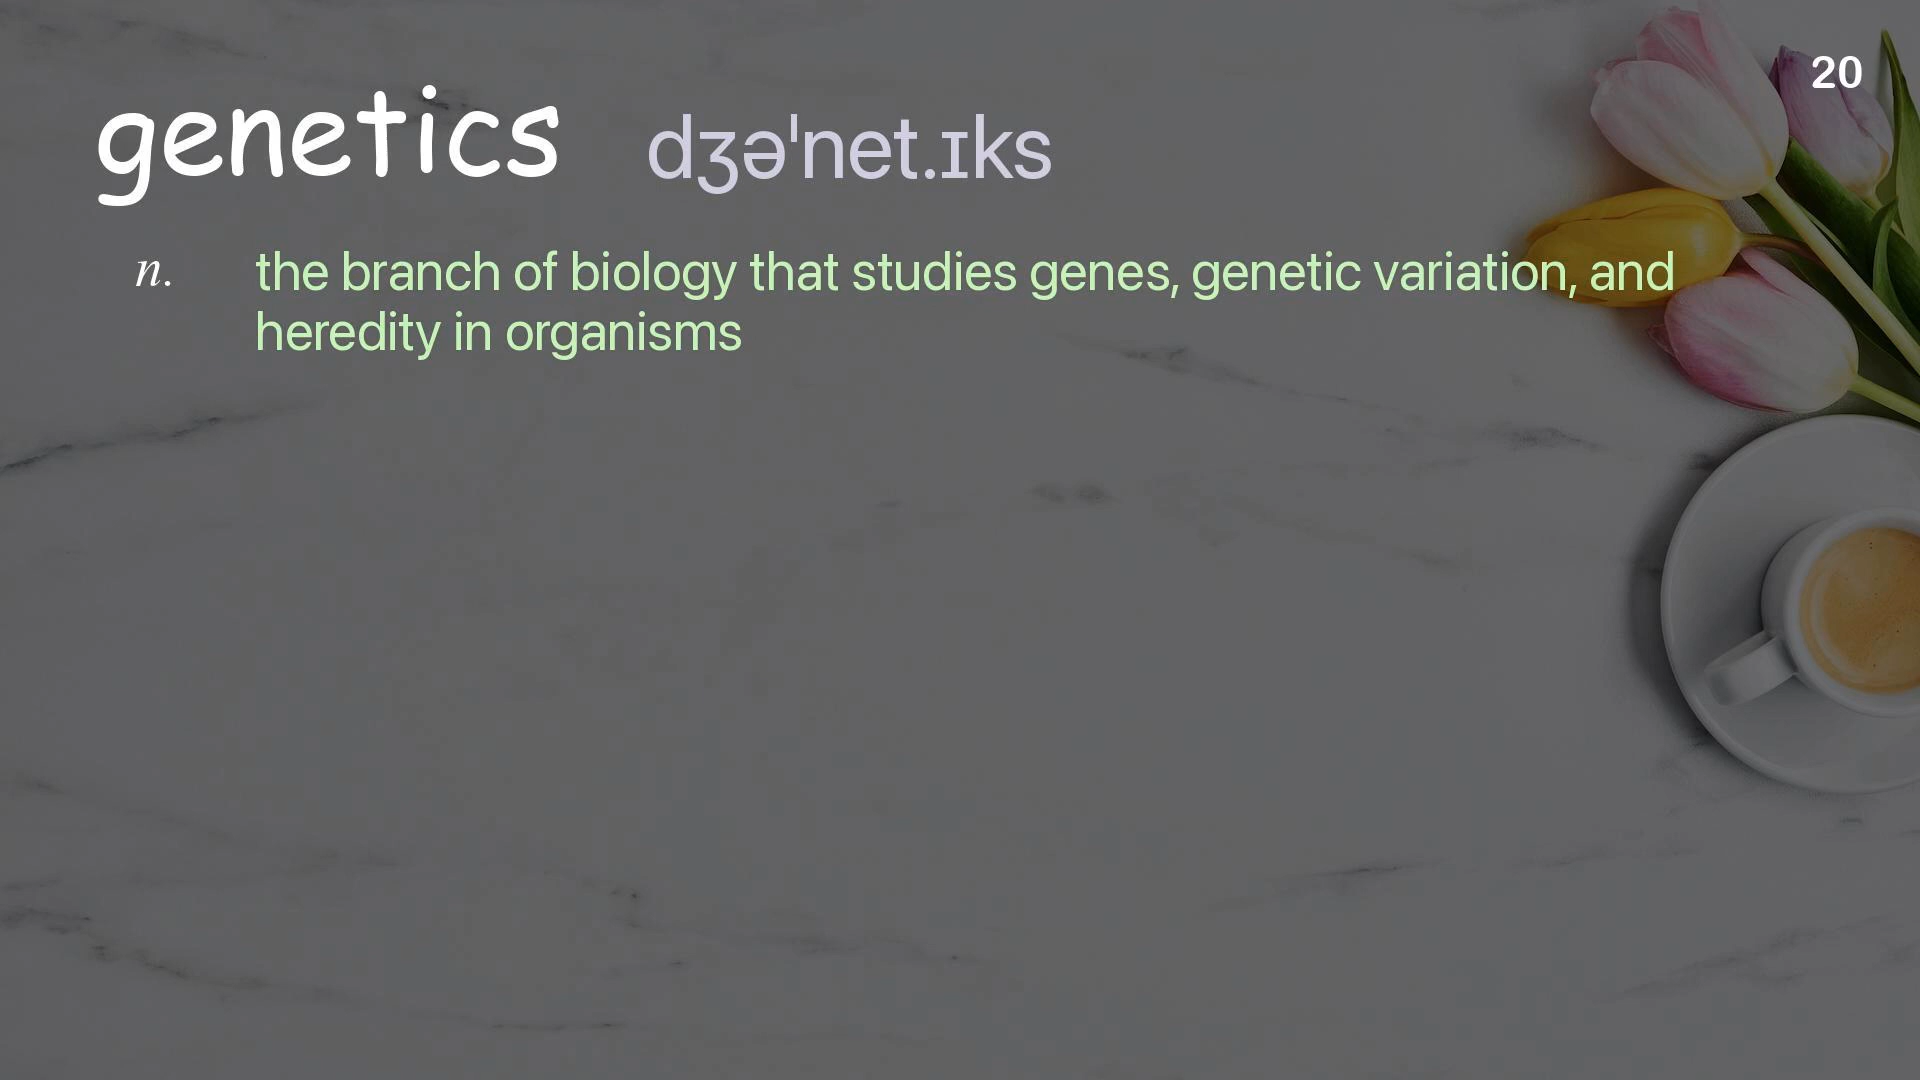 20
genetics dʒəˈnet.ɪks
n. the branch of biology that studies genes, genetic variation, and
heredity in organisms